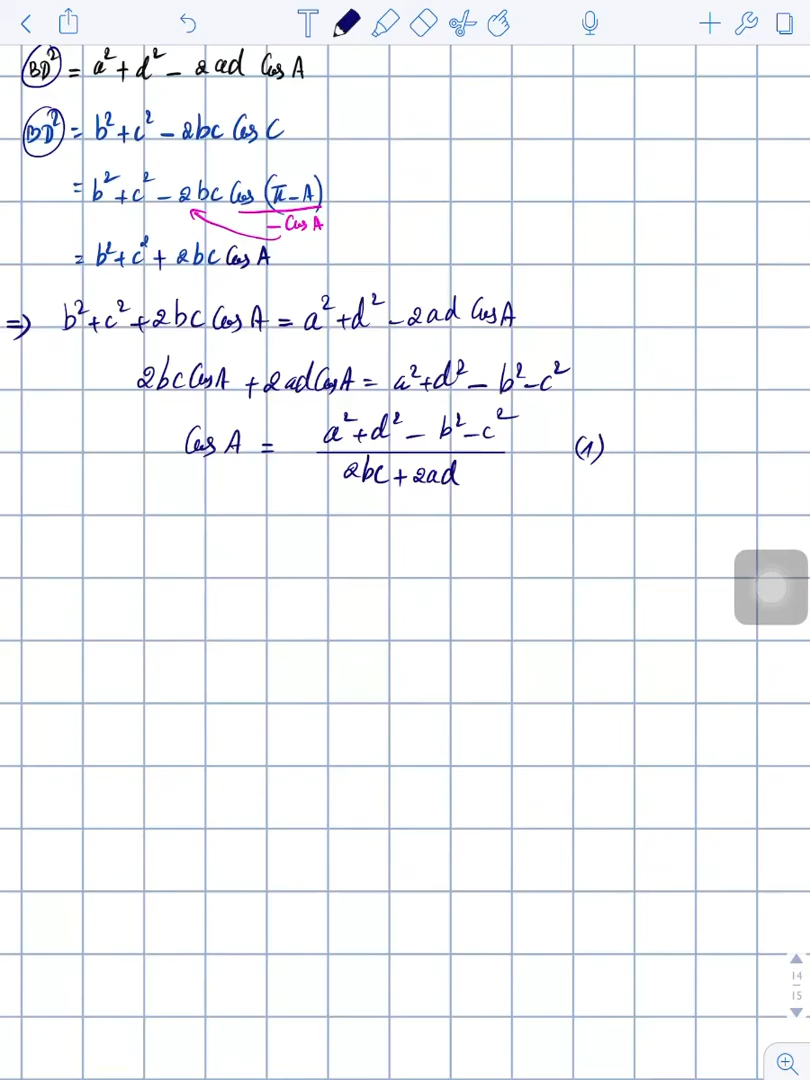 BD² = a² + d² - 2ad Cos A
BD² = b² + c² - 2bc Cos C
= b² + c² - 2bc Cos (π - A)
- Cos A
= b² + c² + 2bc Cos A
=> b² + c² + 2bc Cos A = a² + d² - 2ad Cos A
2bc Cos A + 2ad Cos A = a² + d² - b² - c²
Cos A = (a² + d² - b² - c²) / (2bc + 2ad) (1)
14
15